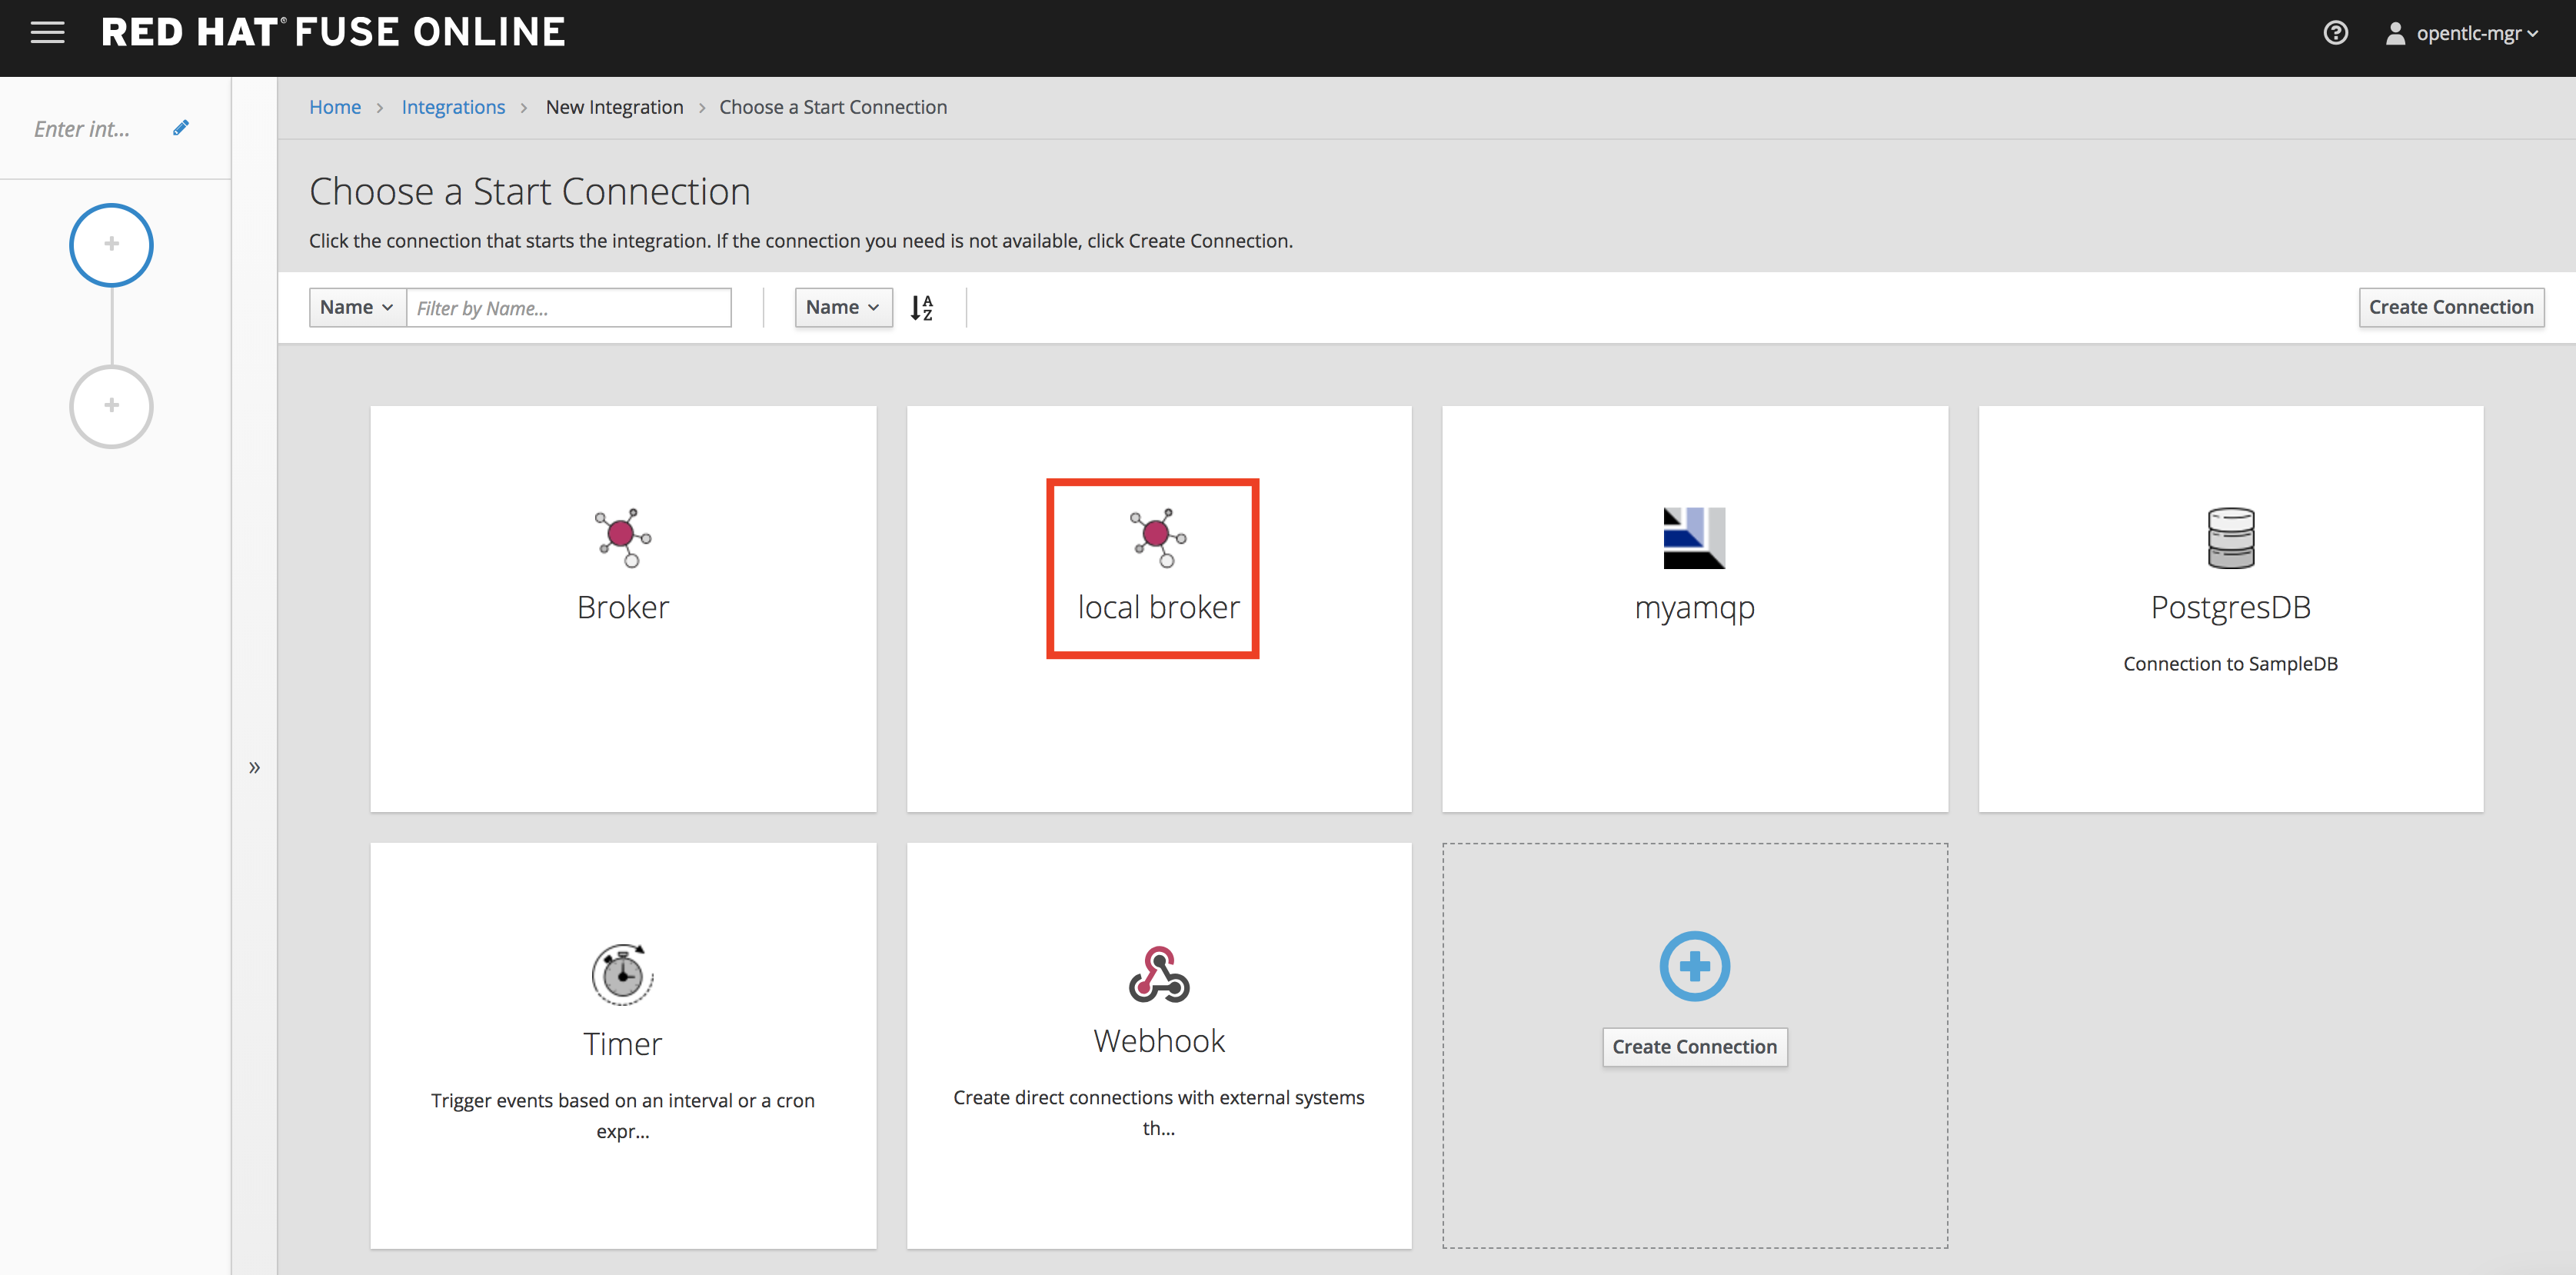 RED HAT® FUSE ONLINE
opentlc-mgr
Enter int...
Home > Integrations > New Integration > Choose a Start Connection
Choose a Start Connection
Click the connection that starts the integration. If the connection you need is not available, click Create Connection.
Name Filter by Name... Name A Z Create Connection
Broker
local broker
myamqp
PostgresDB
Connection to SampleDB
Timer
Trigger events based on an interval or a cron
expr...
Webhook
Create direct connections with external systems
th...
Create Connection